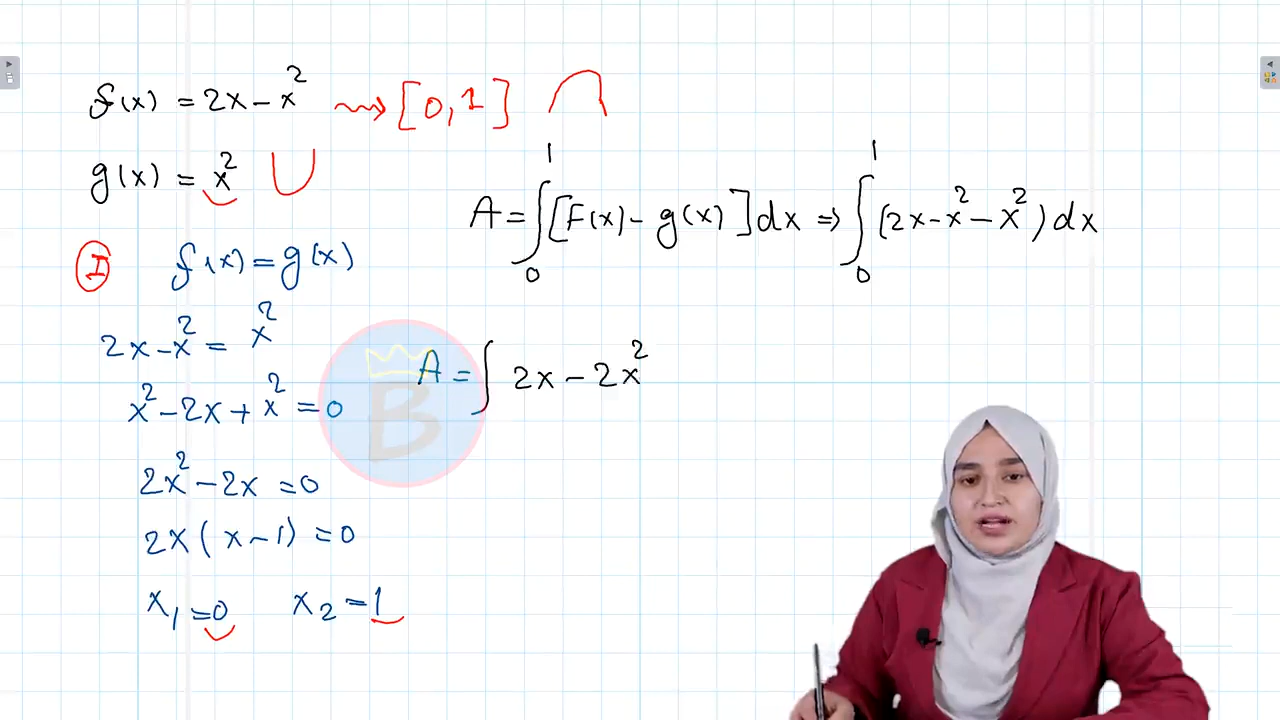 f(x) = 2x - x² ⇝ [0,1]
g(x) = x²
I f(x) = g(x)
2x - x² = x²
x² - 2x + x² = 0
2x² - 2x = 0
2x (x - 1) = 0
x₁ = 0 x₂ = 1
A = ∫₀¹ [F(x) - g(x)] dx ⇒ ∫₀¹ (2x - x² - x²) dx
A = ∫ 2x - 2x²
B